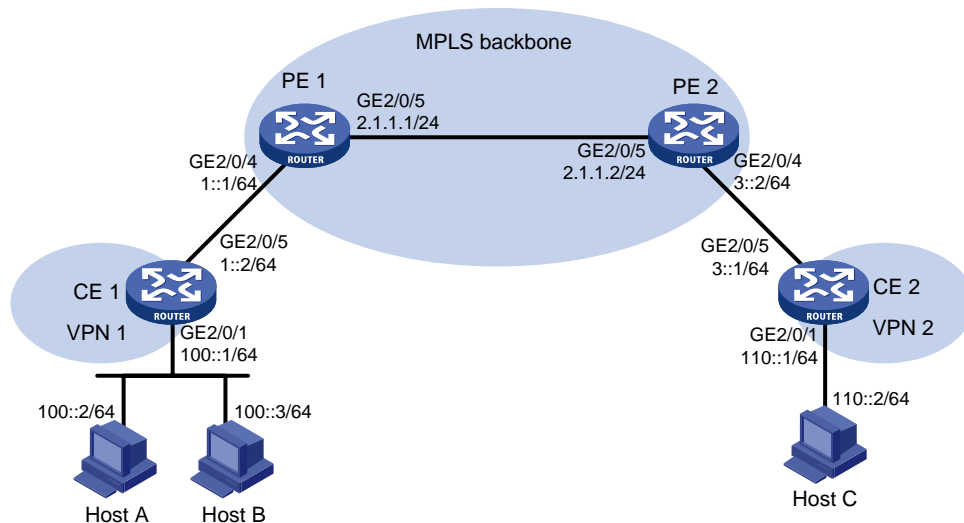 MPLS backbone
PE 1
PE 2
GE2/0/5
2.1.1.1/24
ROUTER
ROUTER
GE2/0/5
2.1.1.2/24
GE2/0/4
1::1/64
GE2/0/4
3::2/64
GE2/0/5
1::2/64
GE2/0/5
3::1/64
CE 1
VPN 1
ROUTER
ROUTER
CE 2
VPN 2
GE2/0/1
100::1/64
GE2/0/1
110::1/64
100::2/64
100::3/64
110::2/64
Host A
Host B
Host C